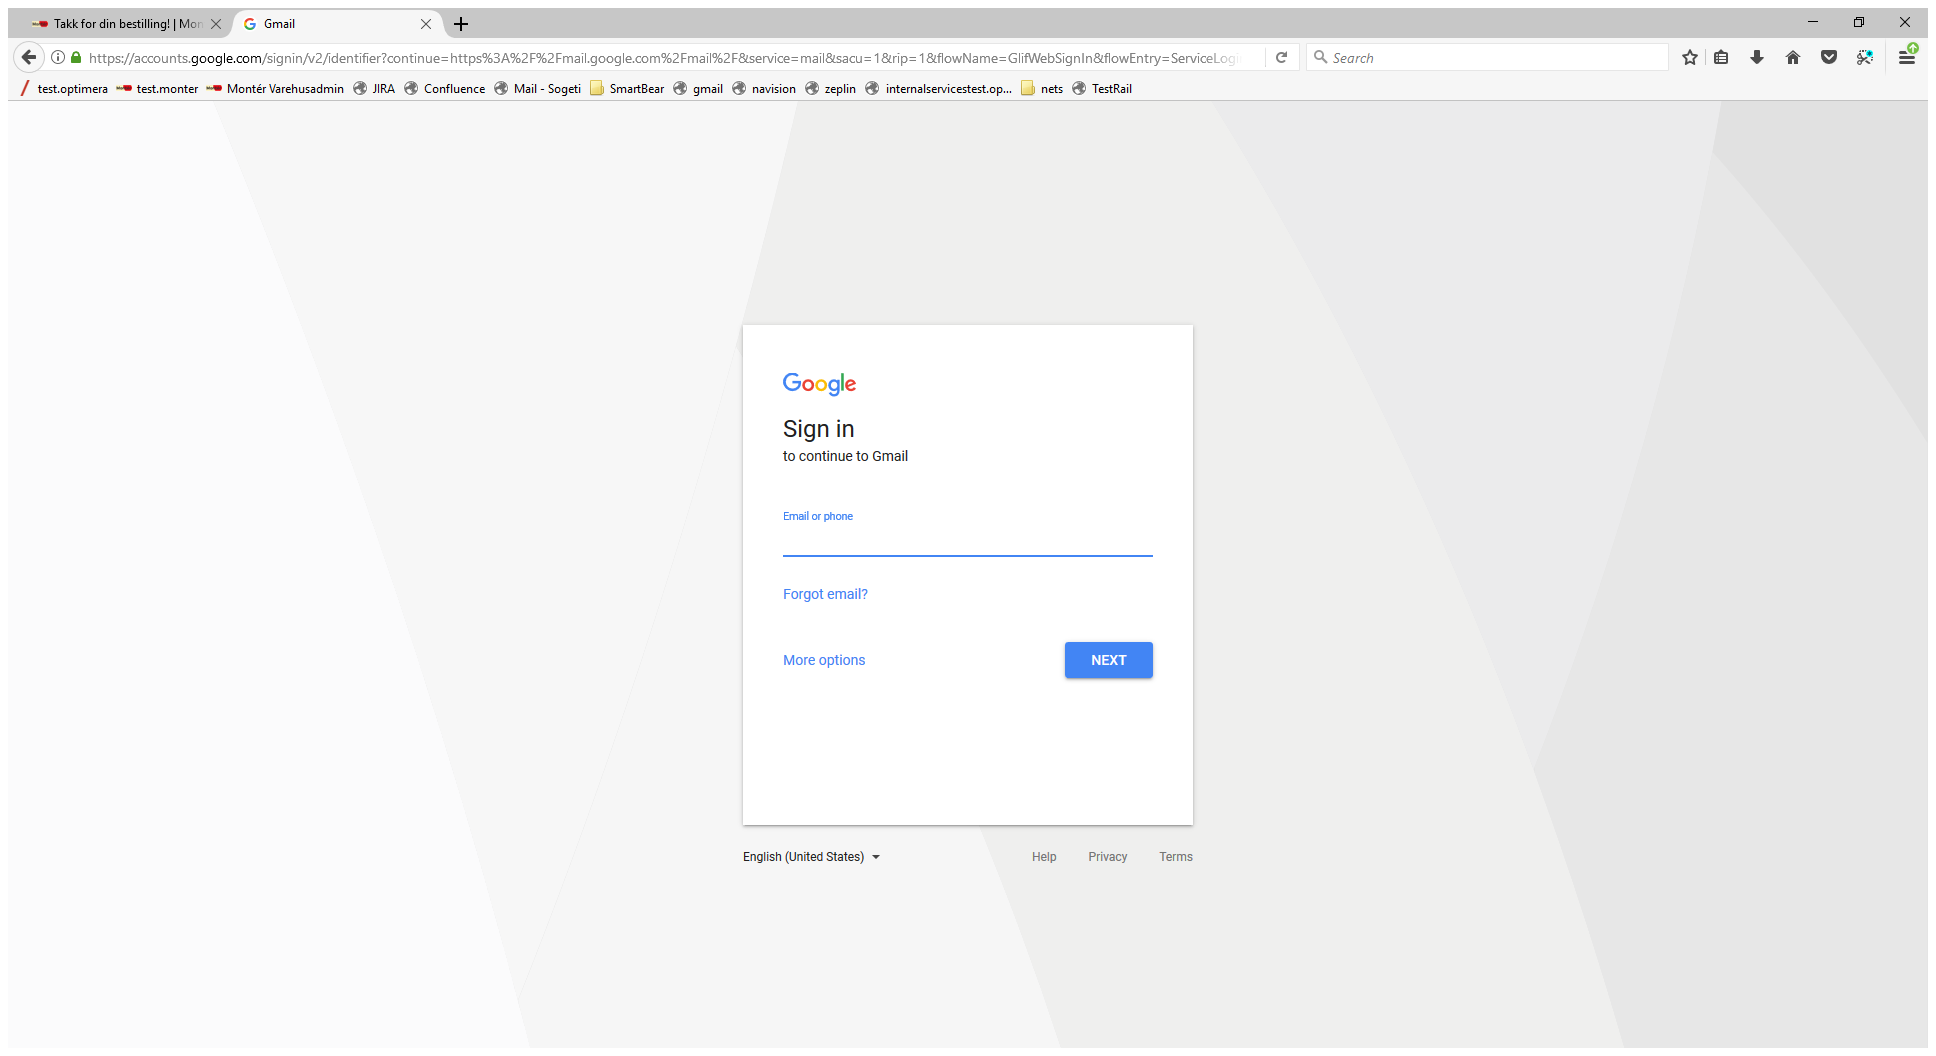 Takk for din bestilling! | Mon
Gmail
https://accounts.google.com/signin/v2/identifier?continue=https%3A%2F%2Fmail.google.com%2Fmail%2F&service=mail&sacu=1&rip=1&flowName=GlifWebSignIn&flowEntry=ServiceLogi
Search
test.optimera test.monter Montér Varehusadmin JIRA Confluence Mail - Sogeti SmartBear gmail navision zeplin internalservicestest.op... nets TestRail
Google
Sign in
to continue to Gmail
Email or phone
Forgot email?
More options NEXT
English (United States) Help Privacy Terms